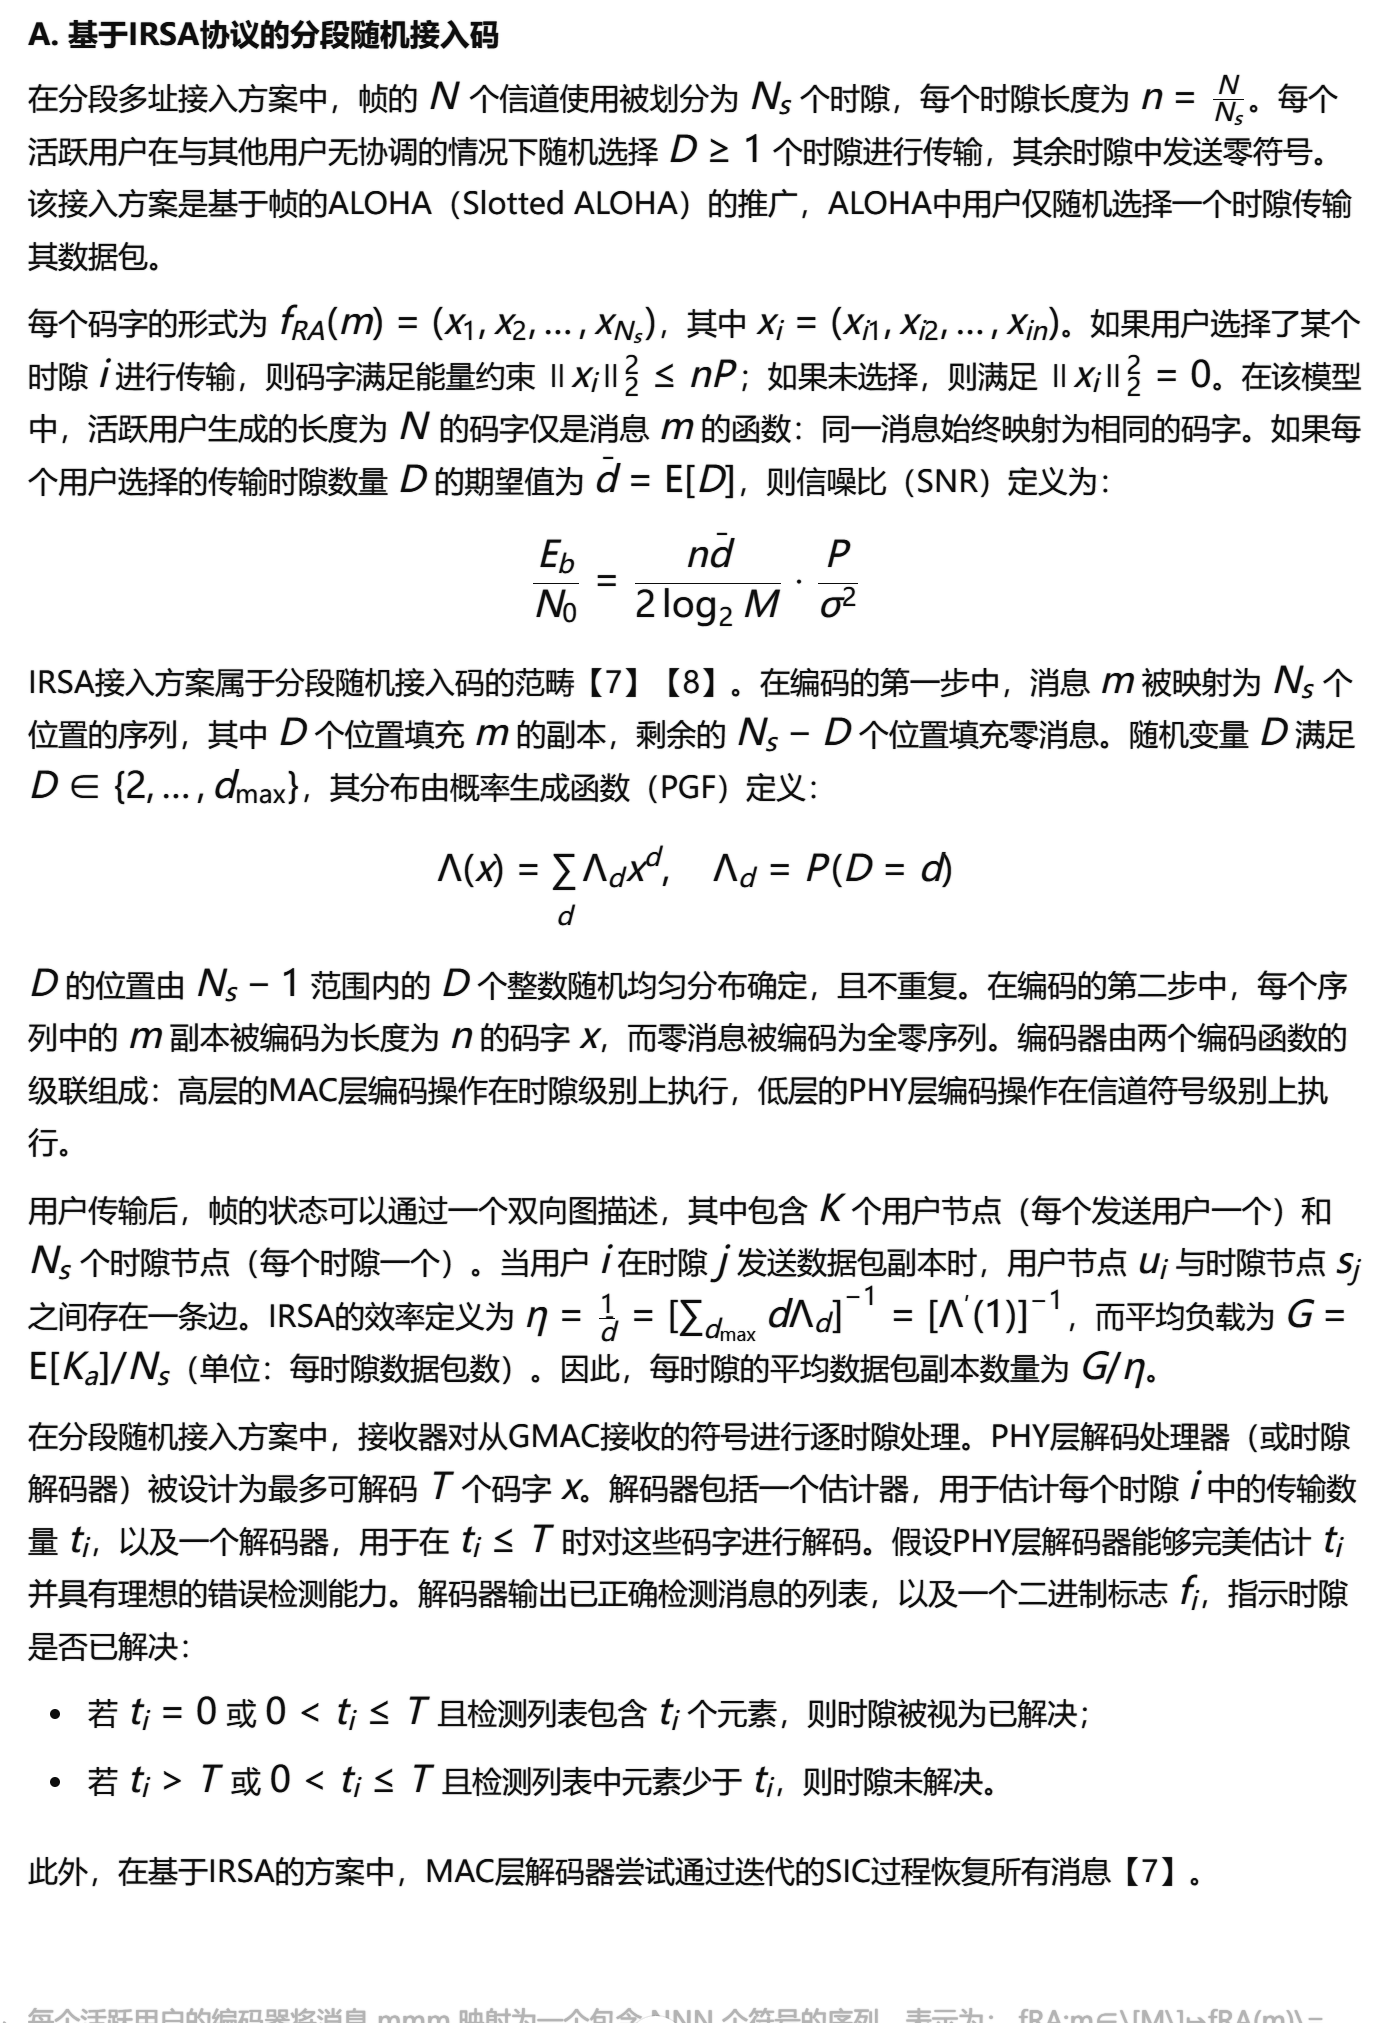 A. 基于IRSA协议的分段随机接入码
在分段多址接入方案中，帧的 N 个信道使用被划分为 N_s 个时隙，每个时隙长度为 n = N/N_s。每个
活跃用户在与其他用户无协调的情况下随机选择 D ≥ 1 个时隙进行传输，其余时隙中发送零符号。
该接入方案是基于帧的ALOHA（Slotted ALOHA）的推广，ALOHA中用户仅随机选择一个时隙传输
其数据包。
每个码字的形式为 f_{RA}(m) = (x_1, x_2, …, x_{N_s})，其中 x_i = (x_{i1}, x_{i2}, …, x_{in})。如果用户选择了某个
时隙 i 进行传输，则码字满足能量约束 ∥x_i∥_2^2 ≤ nP；如果未选择，则满足 ∥x_i∥_2^2 = 0。在该模型
中，活跃用户生成的长度为 N 的码字仅是消息 m 的函数：同一消息始终映射为相同的码字。如果每
个用户选择的传输时隙数量 D 的期望值为 d̄ = E[D]，则信噪比（SNR）定义为：
E_b/N_0 = nd̄/(2 log_2 M) · P/σ^2
IRSA接入方案属于分段随机接入码的范畴【7】【8】。在编码的第一步中，消息 m 被映射为 N_s 个
位置的序列，其中 D 个位置填充 m 的副本，剩余的 N_s − D 个位置填充零消息。随机变量 D 满足
D ∈ {2, …, d_{max}}，其分布由概率生成函数（PGF）定义：
Λ(x) = ∑_d Λ_d x^d, Λ_d = P(D = d)
D 的位置由 N_s − 1 范围内的 D 个整数随机均匀分布确定，且不重复。在编码的第二步中，每个序
列中的 m 副本被编码为长度为 n 的码字 x，而零消息被编码为全零序列。编码器由两个编码函数的
级联组成：高层的MAC层编码操作在时隙级别上执行，低层的PHY层编码操作在信道符号级别上执
行。
用户传输后，帧的状态可以通过一个双向图描述，其中包含 K 个用户节点（每个发送用户一个）和
N_s 个时隙节点（每个时隙一个）。当用户 i 在时隙 j 发送数据包副本时，用户节点 u_i 与时隙节点 s_j
之间存在一条边。IRSA的效率定义为 η = 1/d̄ = [∑_{d_{max}} dΛ_d]^{−1} = [Λ′(1)]^{−1}，而平均负载为 G =
E[K_a]/N_s（单位：每时隙数据包数）。因此，每时隙的平均数据包副本数量为 G/η。
在分段随机接入方案中，接收器对从GMAC接收的符号进行逐时隙处理。PHY层解码处理器（或时隙
解码器）被设计为最多可解码 T 个码字 x。解码器包括一个估计器，用于估计每个时隙 i 中的传输数
量 t_i，以及一个解码器，用于在 t_i ≤ T 时对这些码字进行解码。假设PHY层解码器能够完美估计 t_i
并具有理想的错误检测能力。解码器输出已正确检测消息的列表，以及一个二进制标志 f_i，指示时隙
是否已解决：
• 若 t_i = 0 或 0 < t_i ≤ T 且检测列表包含 t_i 个元素，则时隙被视为已解决；
• 若 t_i > T 或 0 < t_i ≤ T 且检测列表中元素少于 t_i，则时隙未解决。
此外，在基于IRSA的方案中，MAC层解码器尝试通过迭代的SIC过程恢复所有消息【7】。
每个活跃用户的编码器将消息 mmm 映射为一个包含 NNN 个符号的序列，表示为：